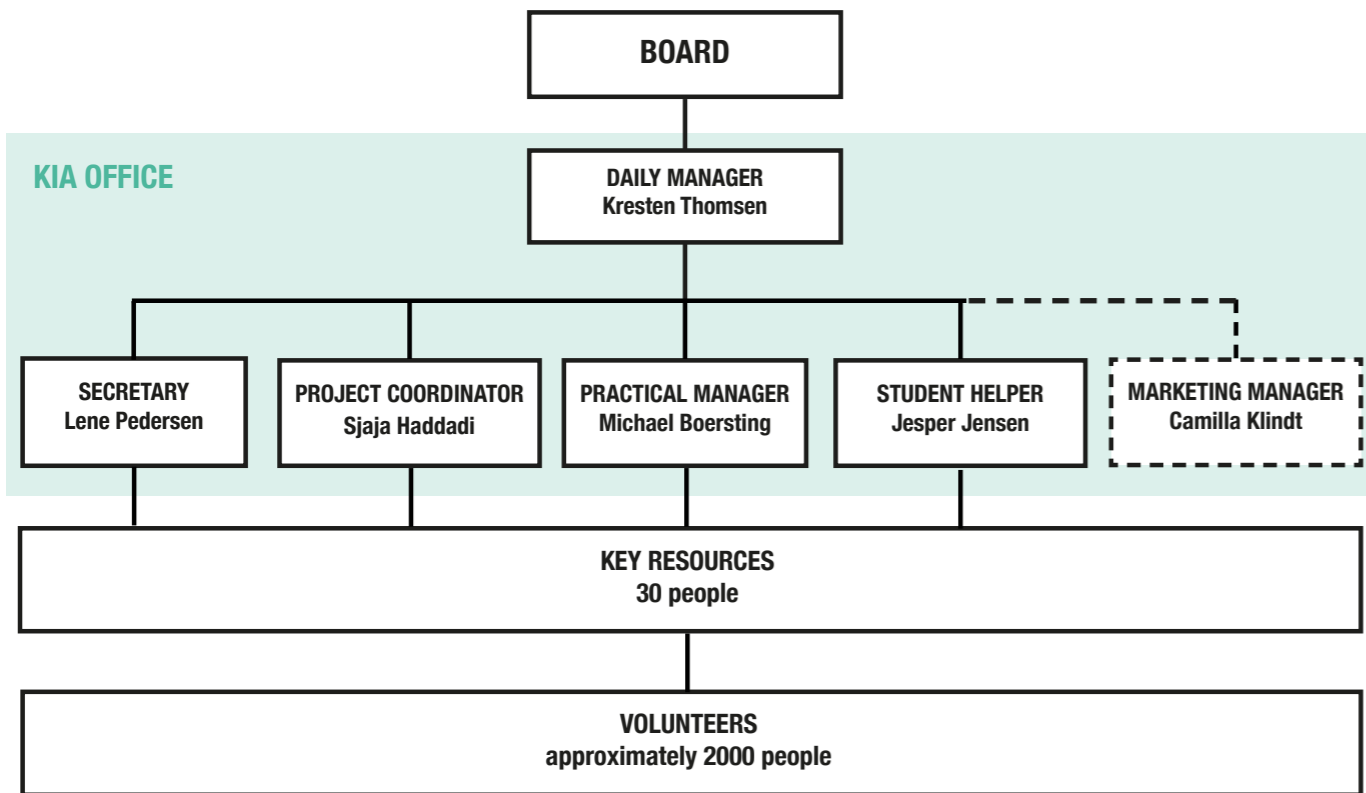 BOARD
KIA OFFICE
DAILY MANAGER
Kresten Thomsen
SECRETARY
Lene Pedersen
PROJECT COORDINATOR
Sjaja Haddadi
PRACTICAL MANAGER
Michael Boersting
STUDENT HELPER
Jesper Jensen
MARKETING MANAGER
Camilla Klindt
KEY RESOURCES
30 people
VOLUNTEERS
approximately 2000 people